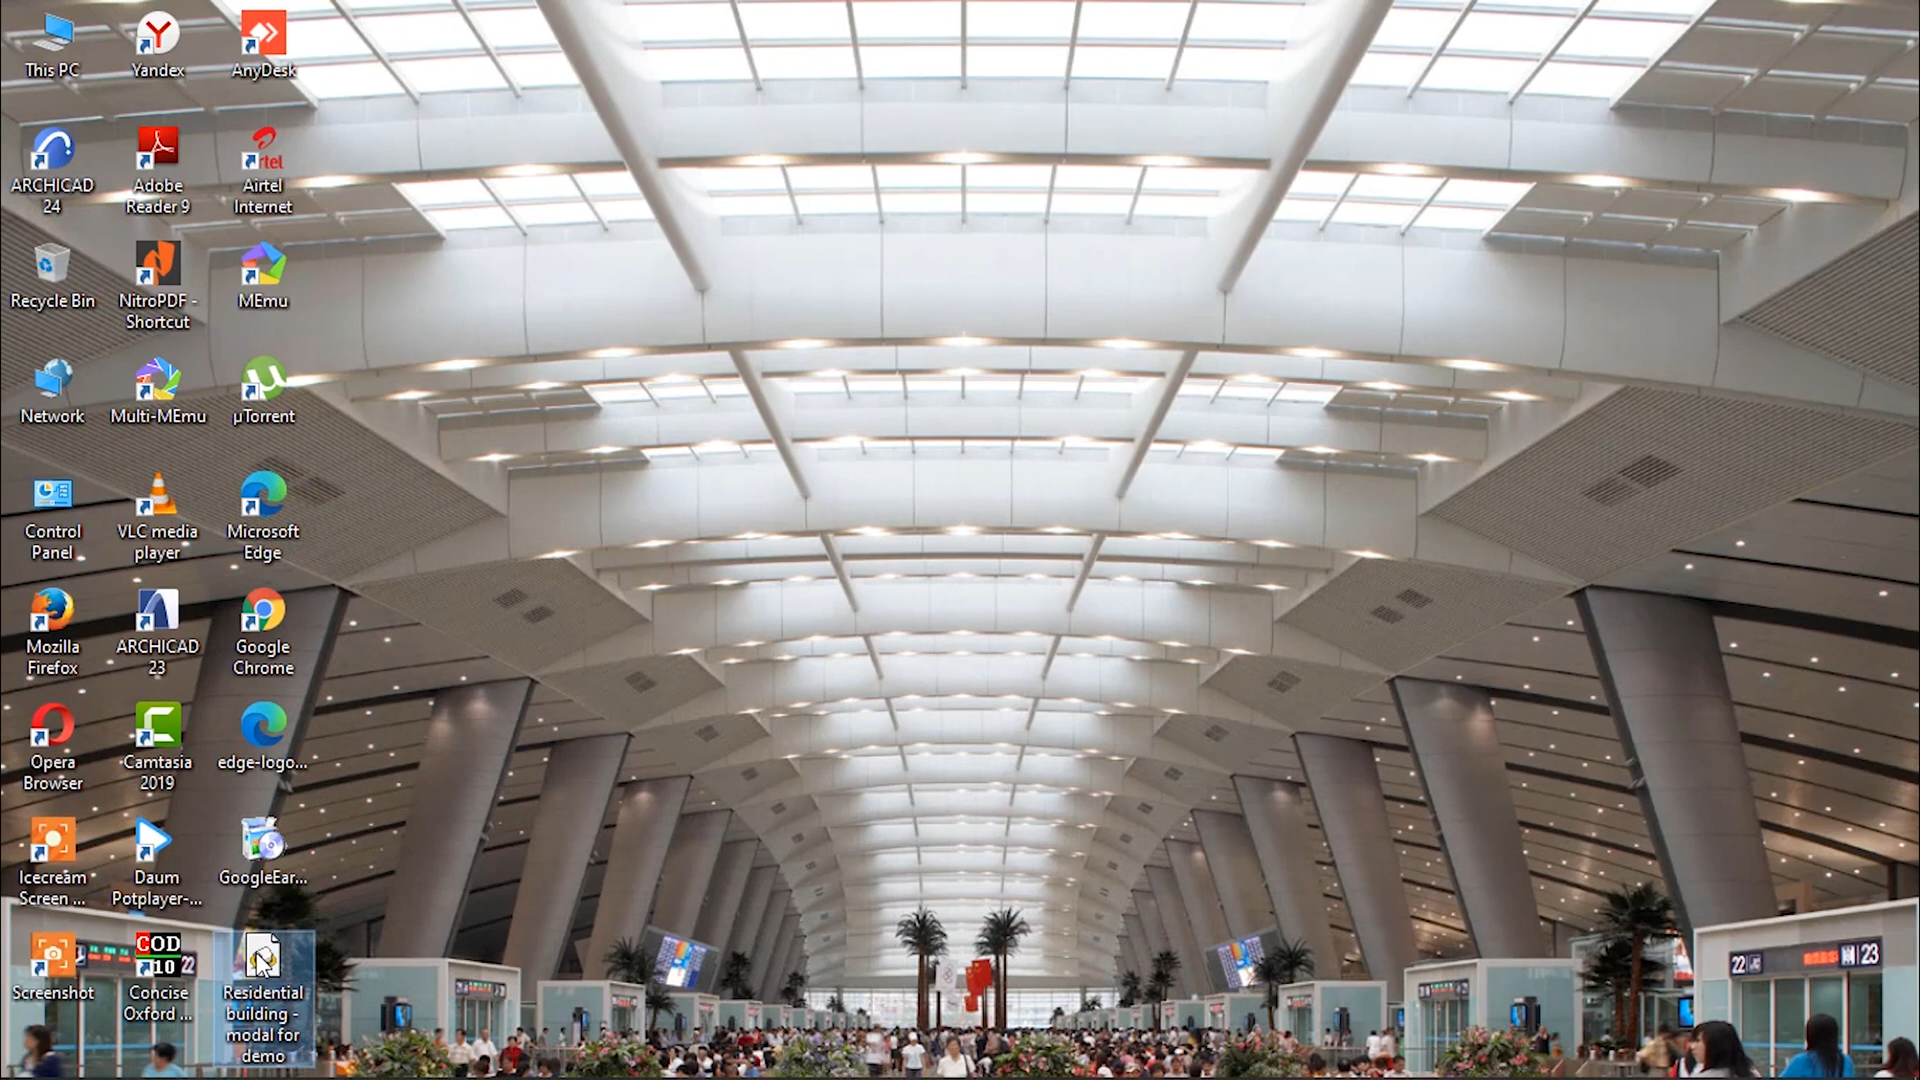 This PC
Yandex
AnyDesk
ARCHICAD
24
Adobe
Reader 9
rtel
Airtel
Internet
Recycle Bin
NitroPDF -
Shortcut
MEmu
Network
Multi-MEmu
µTorrent
Control
Panel
VLC media
player
Microsoft
Edge
Mozilla
Firefox
ARCHICAD
23
Google
Chrome
Opera
Browser
Camtasia
2019
edge-logo...
Icecream
Screen ...
Daum
Potplayer-...
GoogleEar...
Screenshot
COD
10
Concise
Oxford ...
Residential
building -
modal for
demo
22
22
23